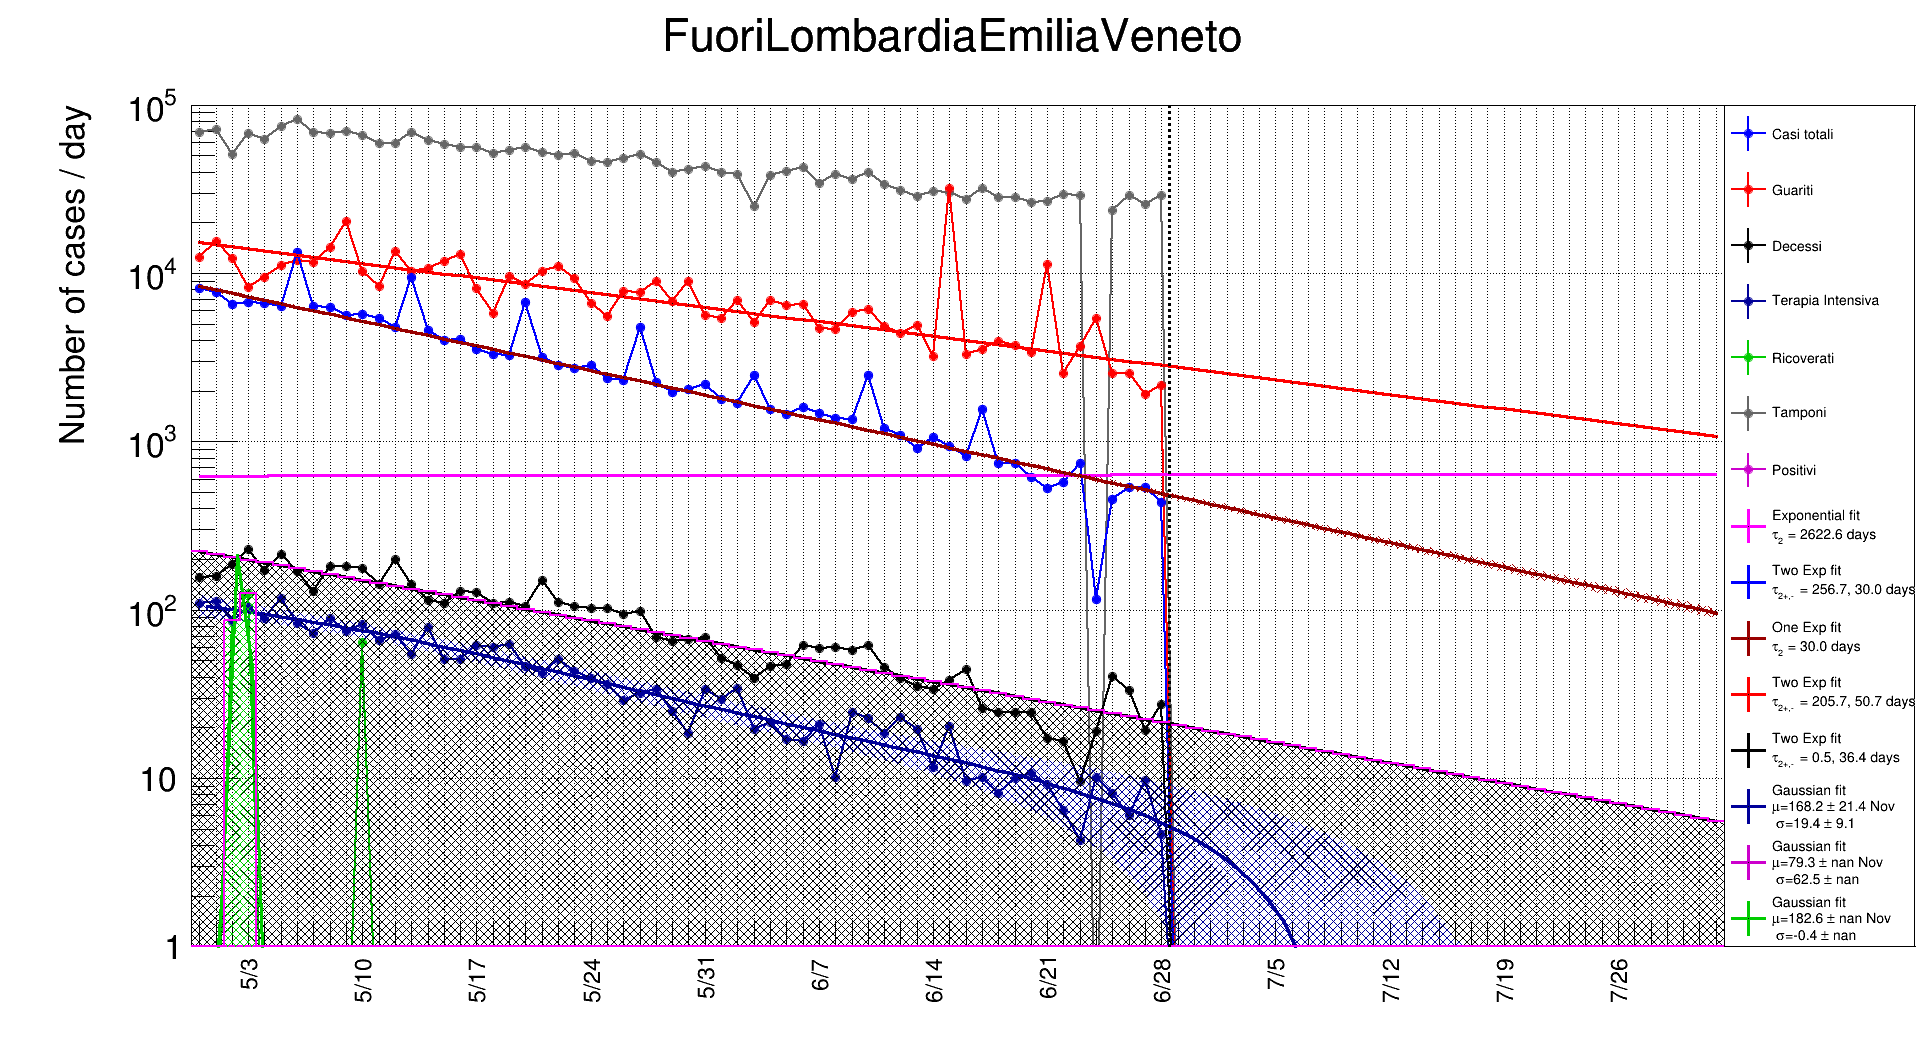 FuoriLombardiaEmiliaVeneto
Number of cases / day
10^5
10^4
10^3
10^2
10
1
5/3
5/10
5/17
5/24
5/31
6/7
6/14
6/21
6/28
7/5
7/12
7/19
7/26
Casi totali
Guariti
Decessi
Terapia Intensiva
Ricoverati
Tamponi
Positivi
Exponential fit
τ2 = 2622.6 days
Two Exp fit
τ2+,- = 256.7, 30.0 days
One Exp fit
τ2 = 30.0 days
Two Exp fit
τ2+,- = 205.7, 50.7 days
Two Exp fit
τ2+,- = 0.5, 36.4 days
Gaussian fit
μ=168.2 ± 21.4 Nov
σ=19.4 ± 9.1
Gaussian fit
μ=79.3 ± nan Nov
σ=62.5 ± nan
Gaussian fit
μ=182.6 ± nan Nov
σ=-0.4 ± nan